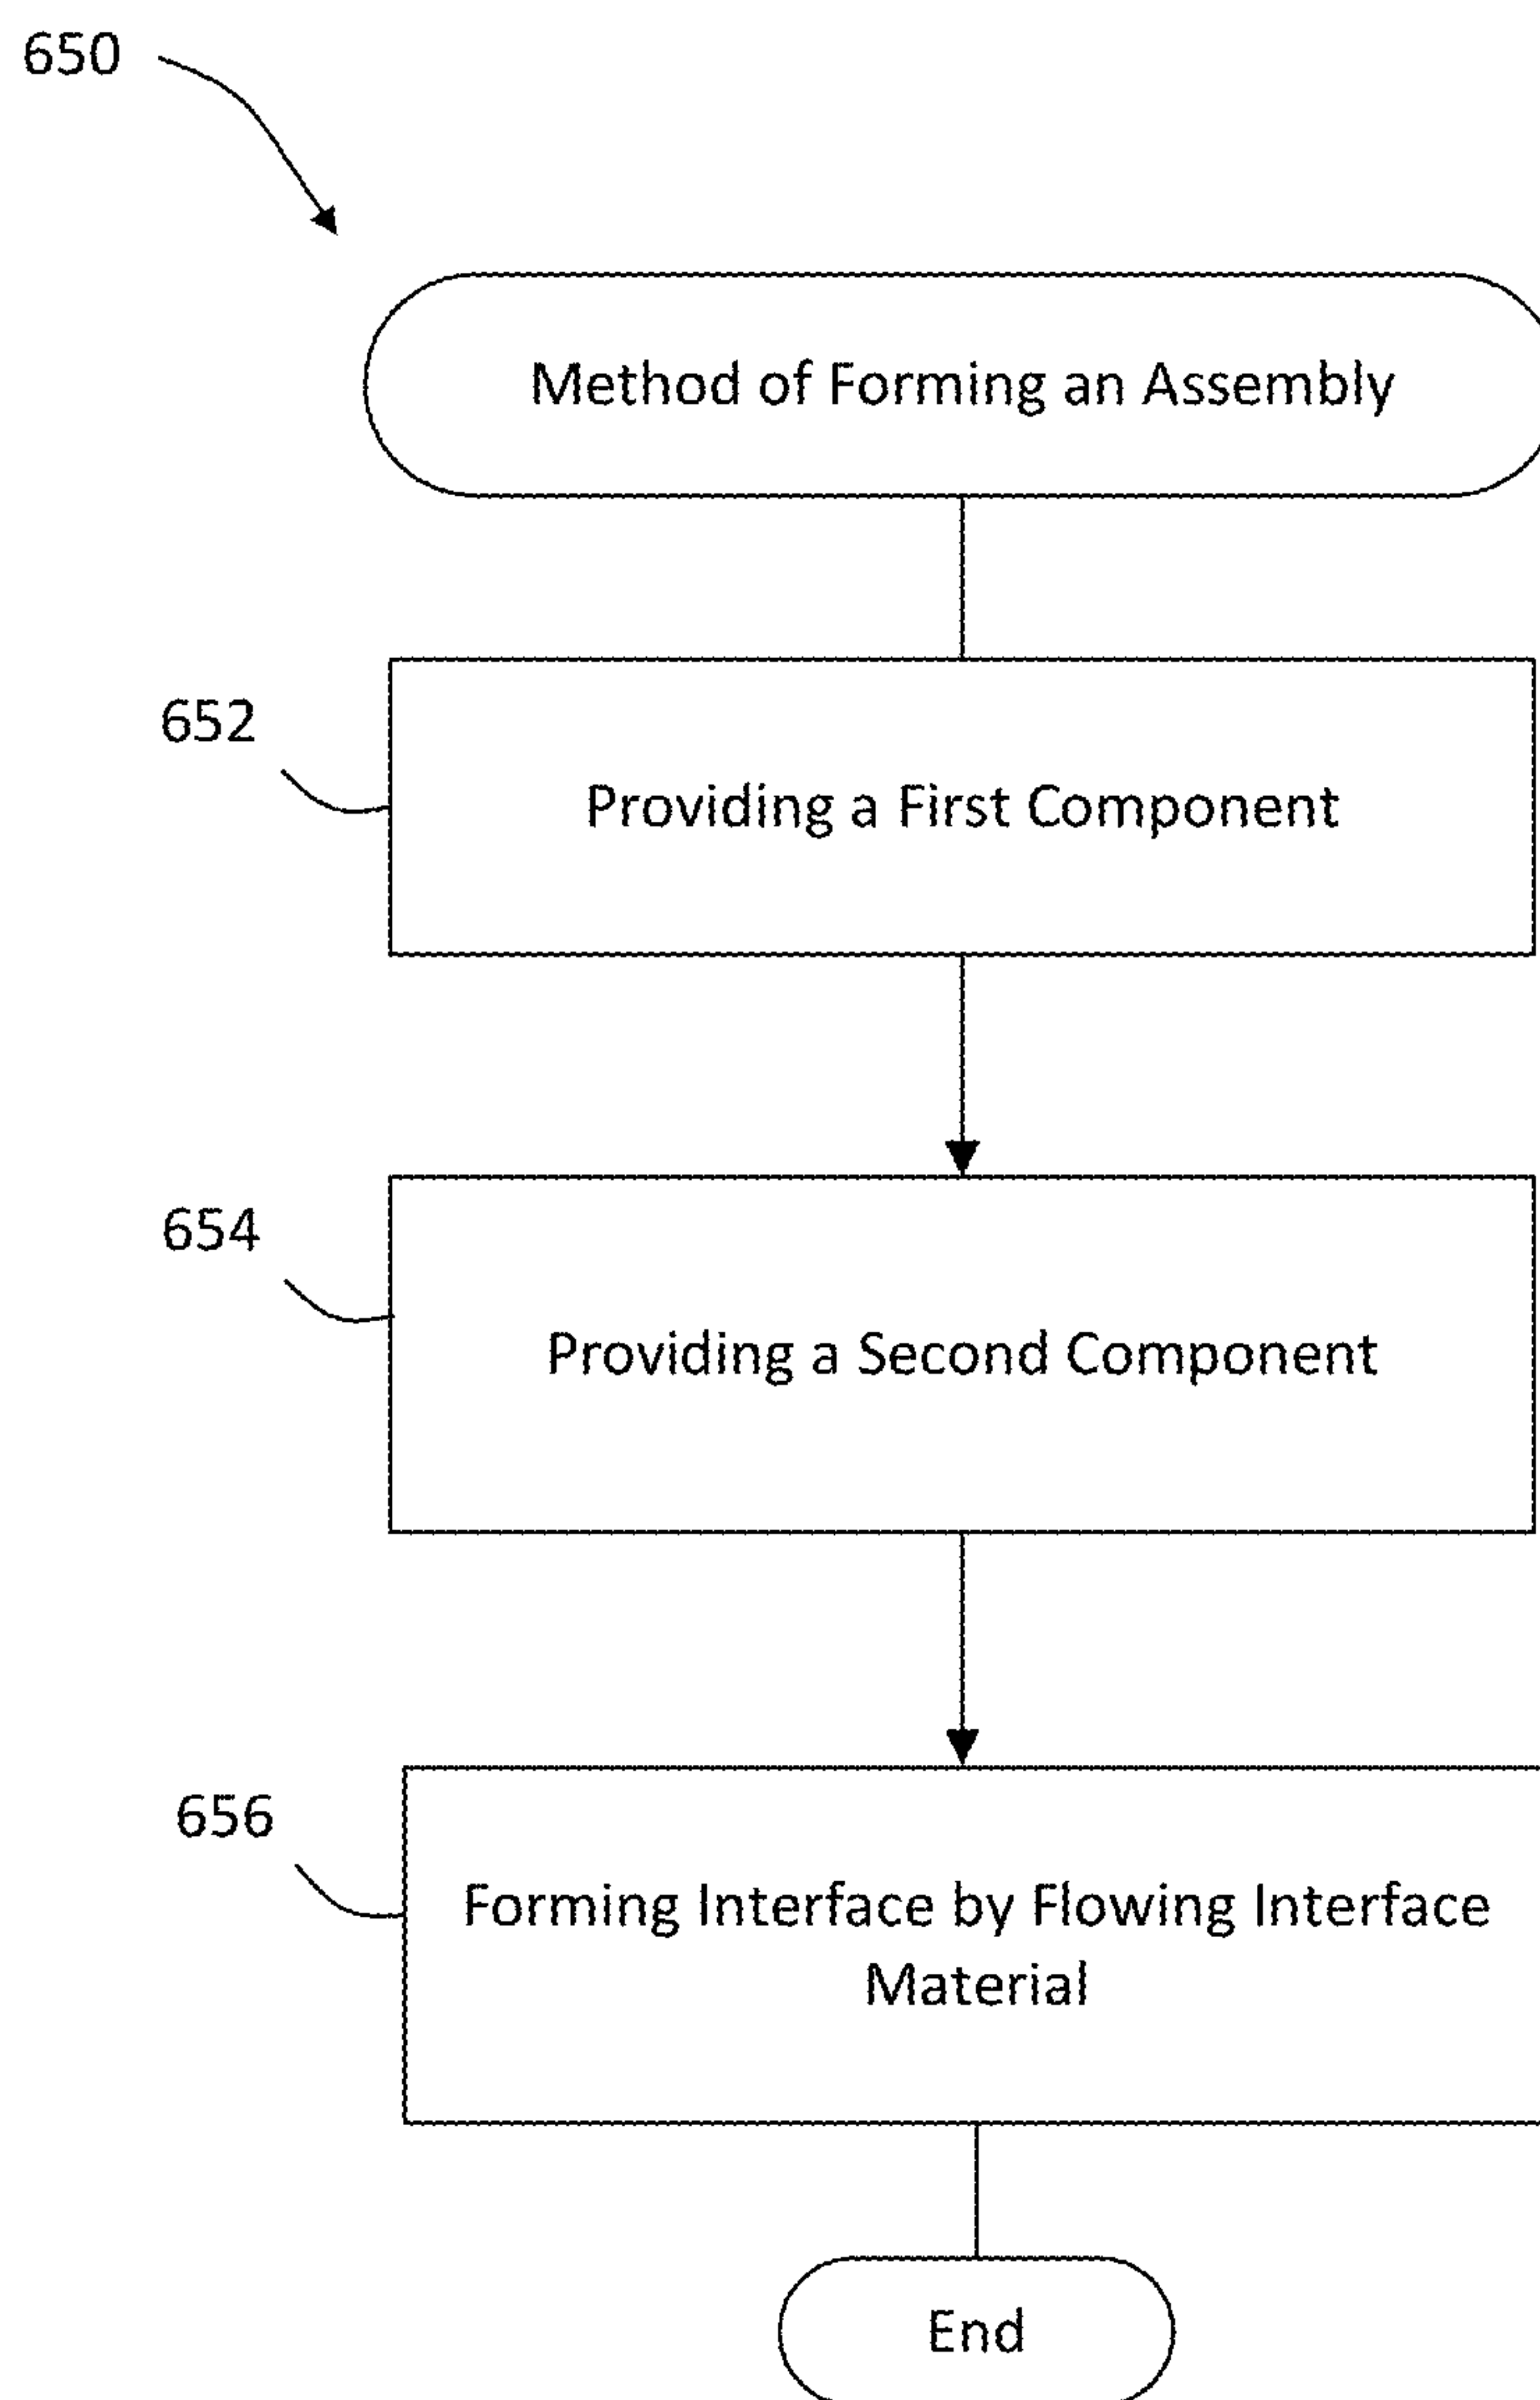 650
Method of Forming an Assembly
652
Providing a First Component
654
Providing a Second Component
656
Forming Interface by Flowing Interface
Material
End